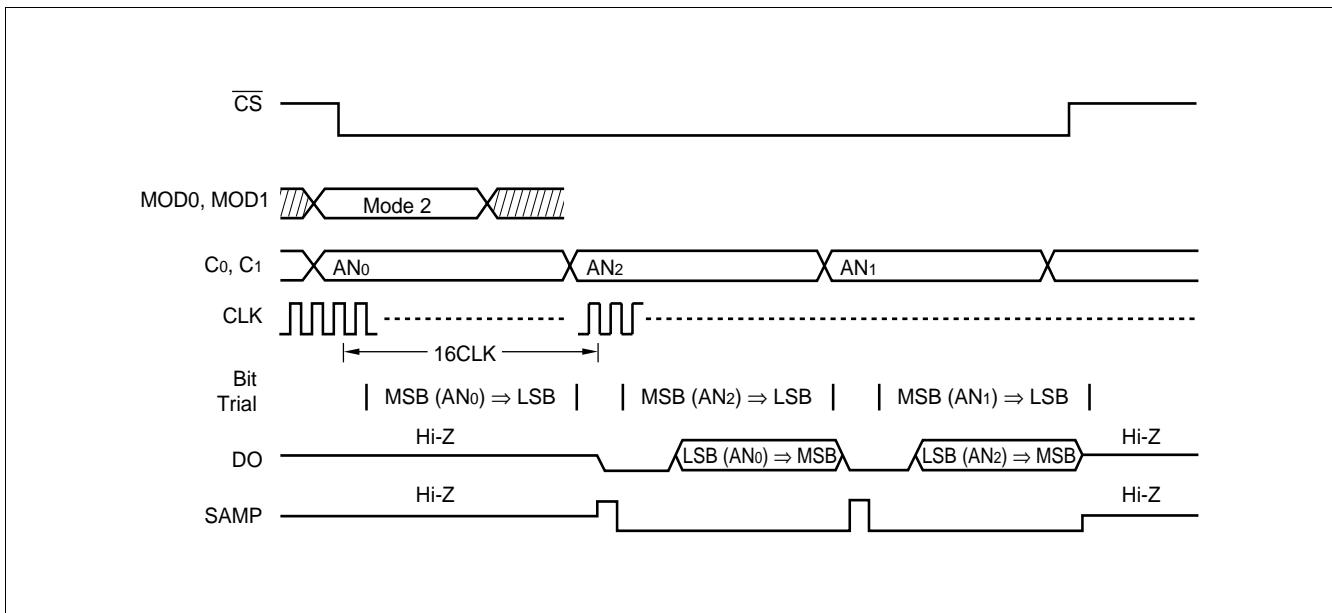 CS
MOD0, MOD1
Mode 2
C0, C1
AN0
AN2
AN1
CLK
16CLK
Bit
Trial
MSB (AN0) ⇒ LSB
MSB (AN2) ⇒ LSB
MSB (AN1) ⇒ LSB
Hi-Z
Hi-Z
DO
LSB (AN0) ⇒ MSB
LSB (AN2) ⇒ MSB
Hi-Z
Hi-Z
SAMP